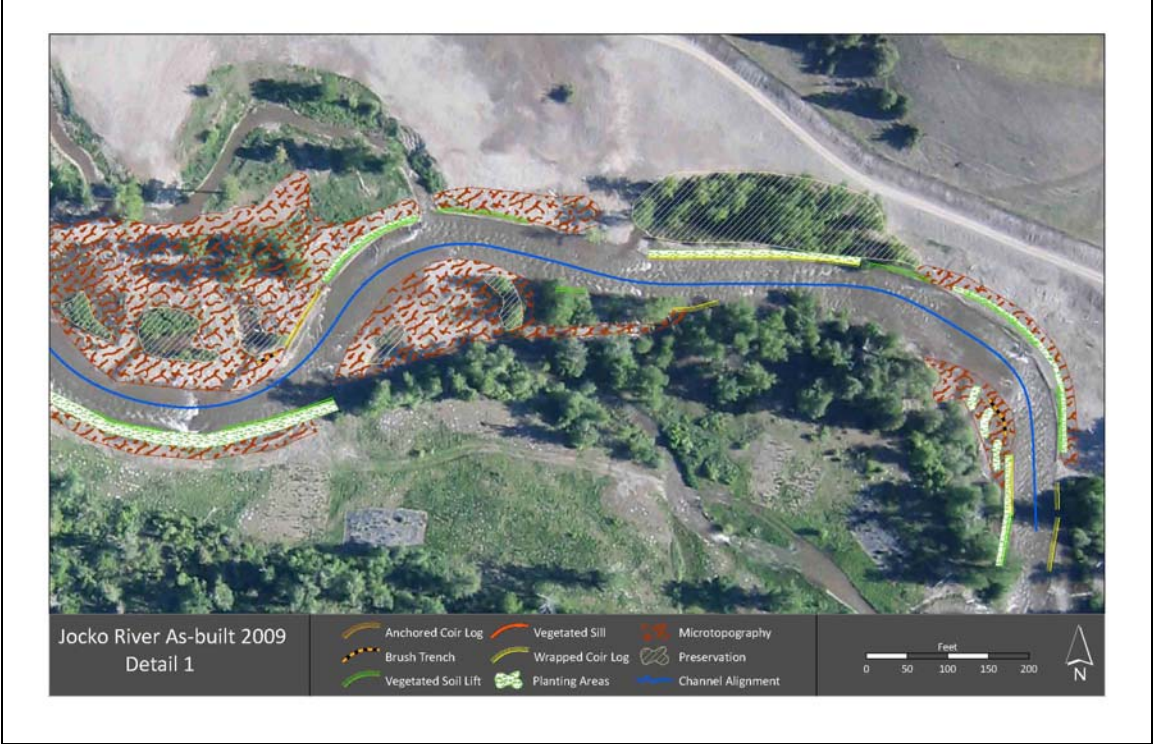 Jocko River As-built 2009
Detail 1
Anchored Coir Log
Brush Trench
Vegetated Soil Lift
Vegetated Sill
Wrapped Coir Log
Planting Areas
Microtopography
Preservation
Channel Alignment
Feet
0 50 100 150 200
N